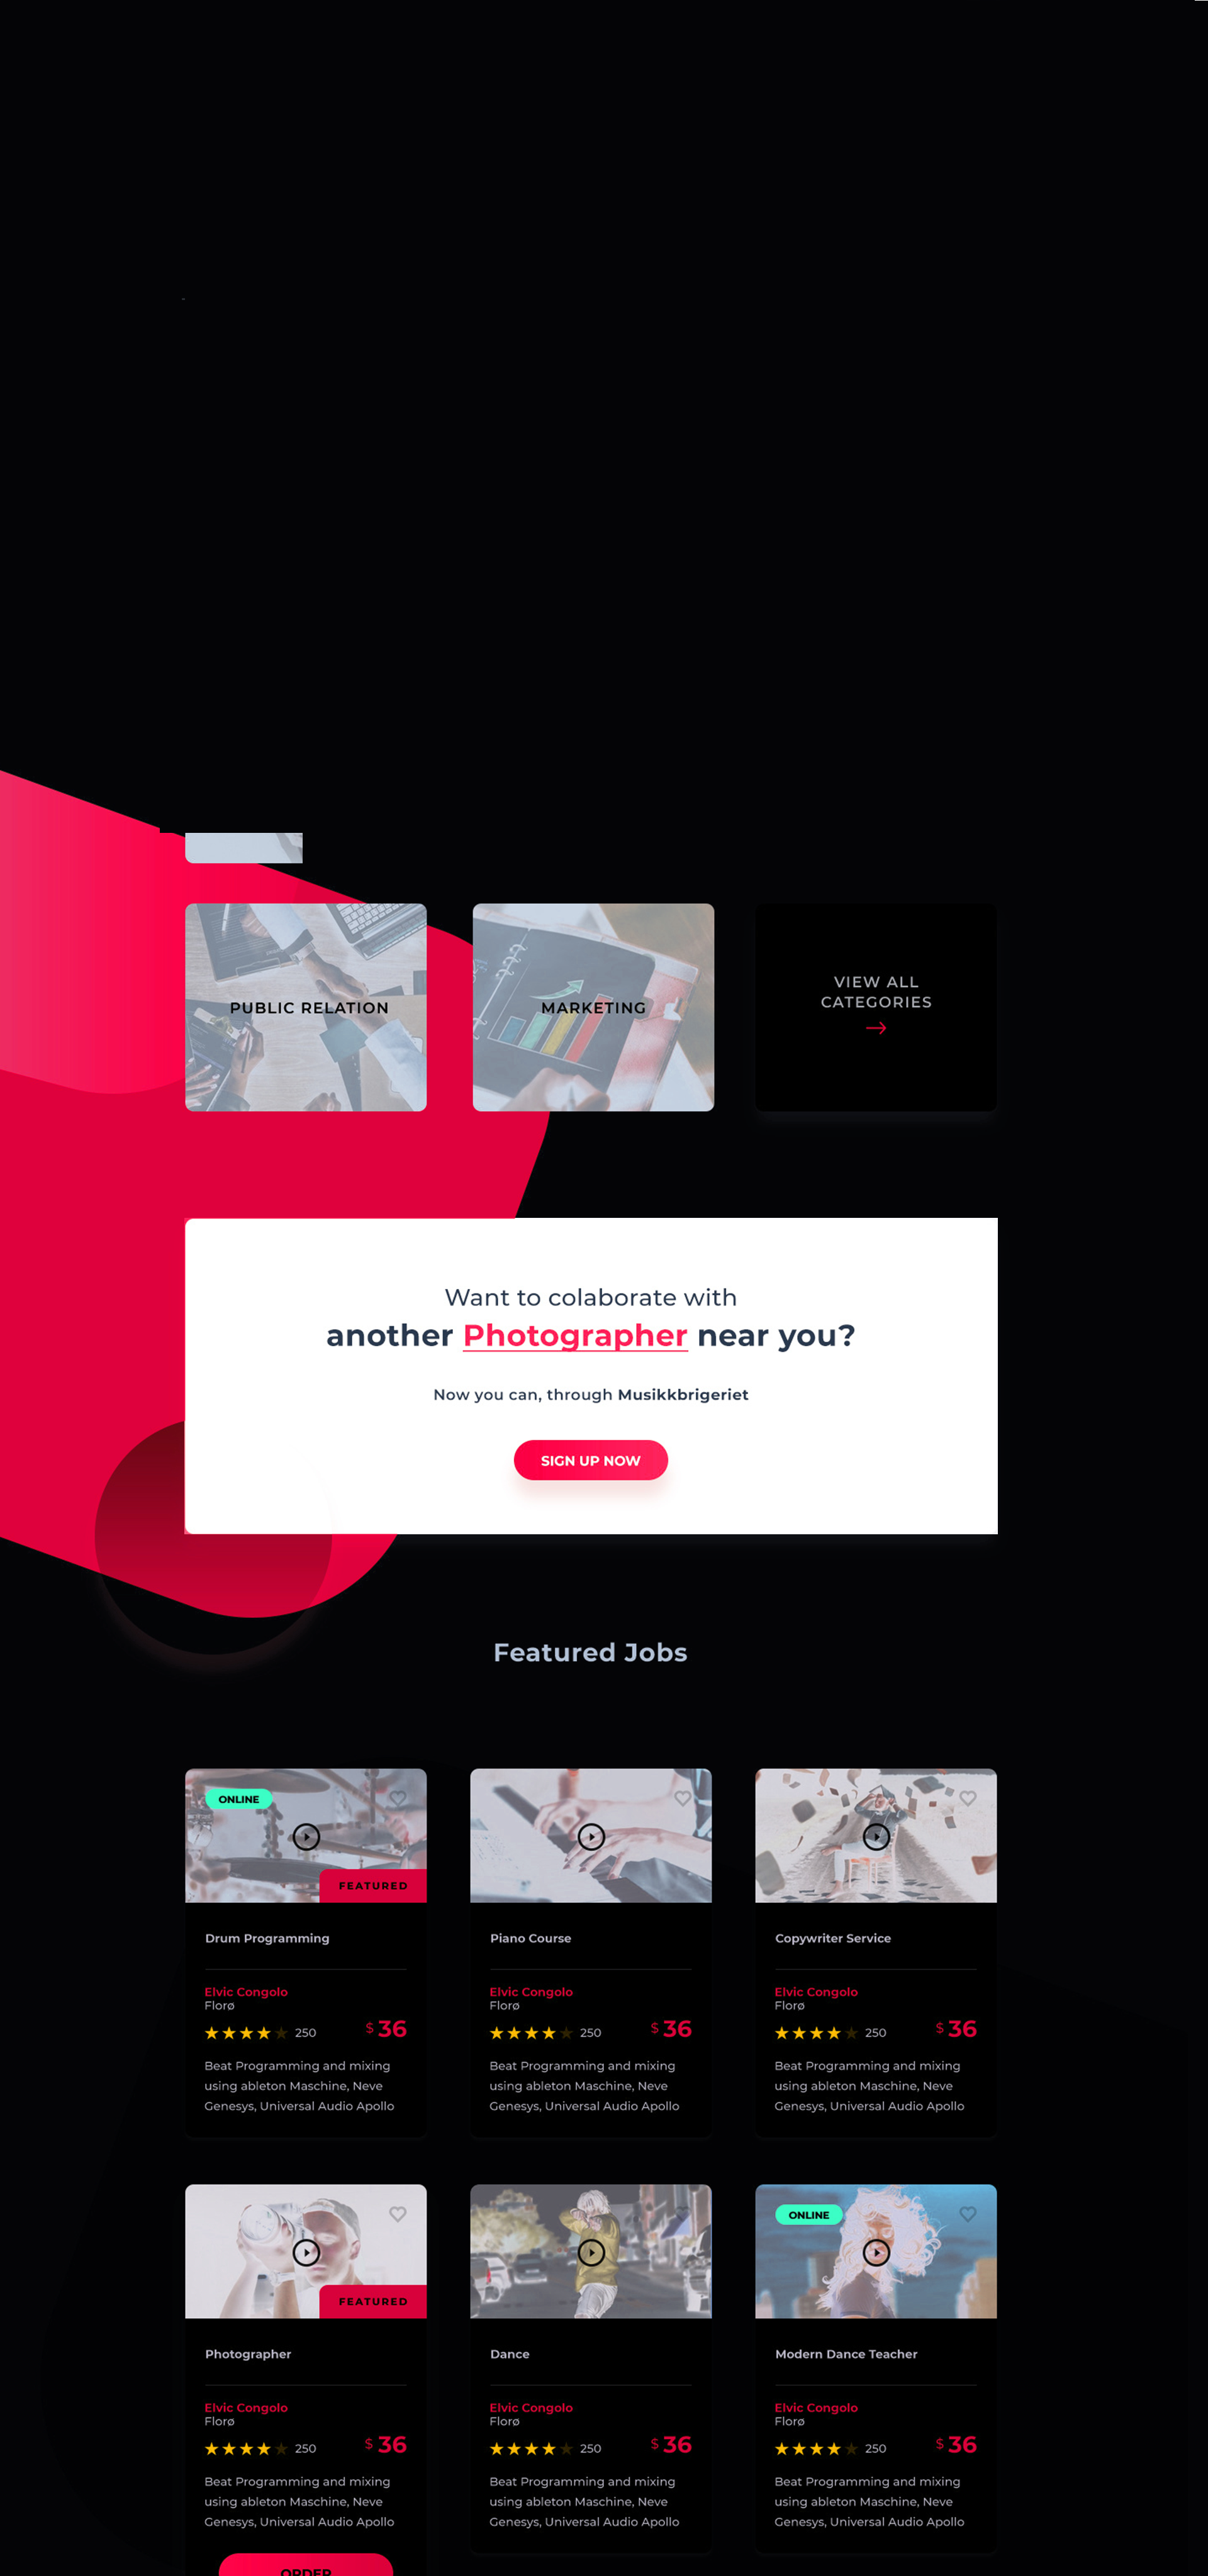 PUBLIC RELATION
MARKETING
VIEW ALL
CATEGORIES
Want to colaborate with
another Photographer near you?
Now you can, through Musikkbrigeriet
SIGN UP NOW
Featured Jobs
ONLINE
FEATURED
Drum Programming
Elvic Congolo
Florø
250
$ 36
Beat Programming and mixing
using ableton Maschine, Neve
Genesys, Universal Audio Apollo
Piano Course
Elvic Congolo
Florø
250
$ 36
Beat Programming and mixing
using ableton Maschine, Neve
Genesys, Universal Audio Apollo
Copywriter Service
Elvic Congolo
Florø
250
$ 36
Beat Programming and mixing
using ableton Maschine, Neve
Genesys, Universal Audio Apollo
FEATURED
Photographer
Elvic Congolo
Florø
250
$ 36
Beat Programming and mixing
using ableton Maschine, Neve
Genesys, Universal Audio Apollo
ORDER
Dance
Elvic Congolo
Florø
250
$ 36
Beat Programming and mixing
using ableton Maschine, Neve
Genesys, Universal Audio Apollo
ONLINE
Modern Dance Teacher
Elvic Congolo
Florø
250
$ 36
Beat Programming and mixing
using ableton Maschine, Neve
Genesys, Universal Audio Apollo